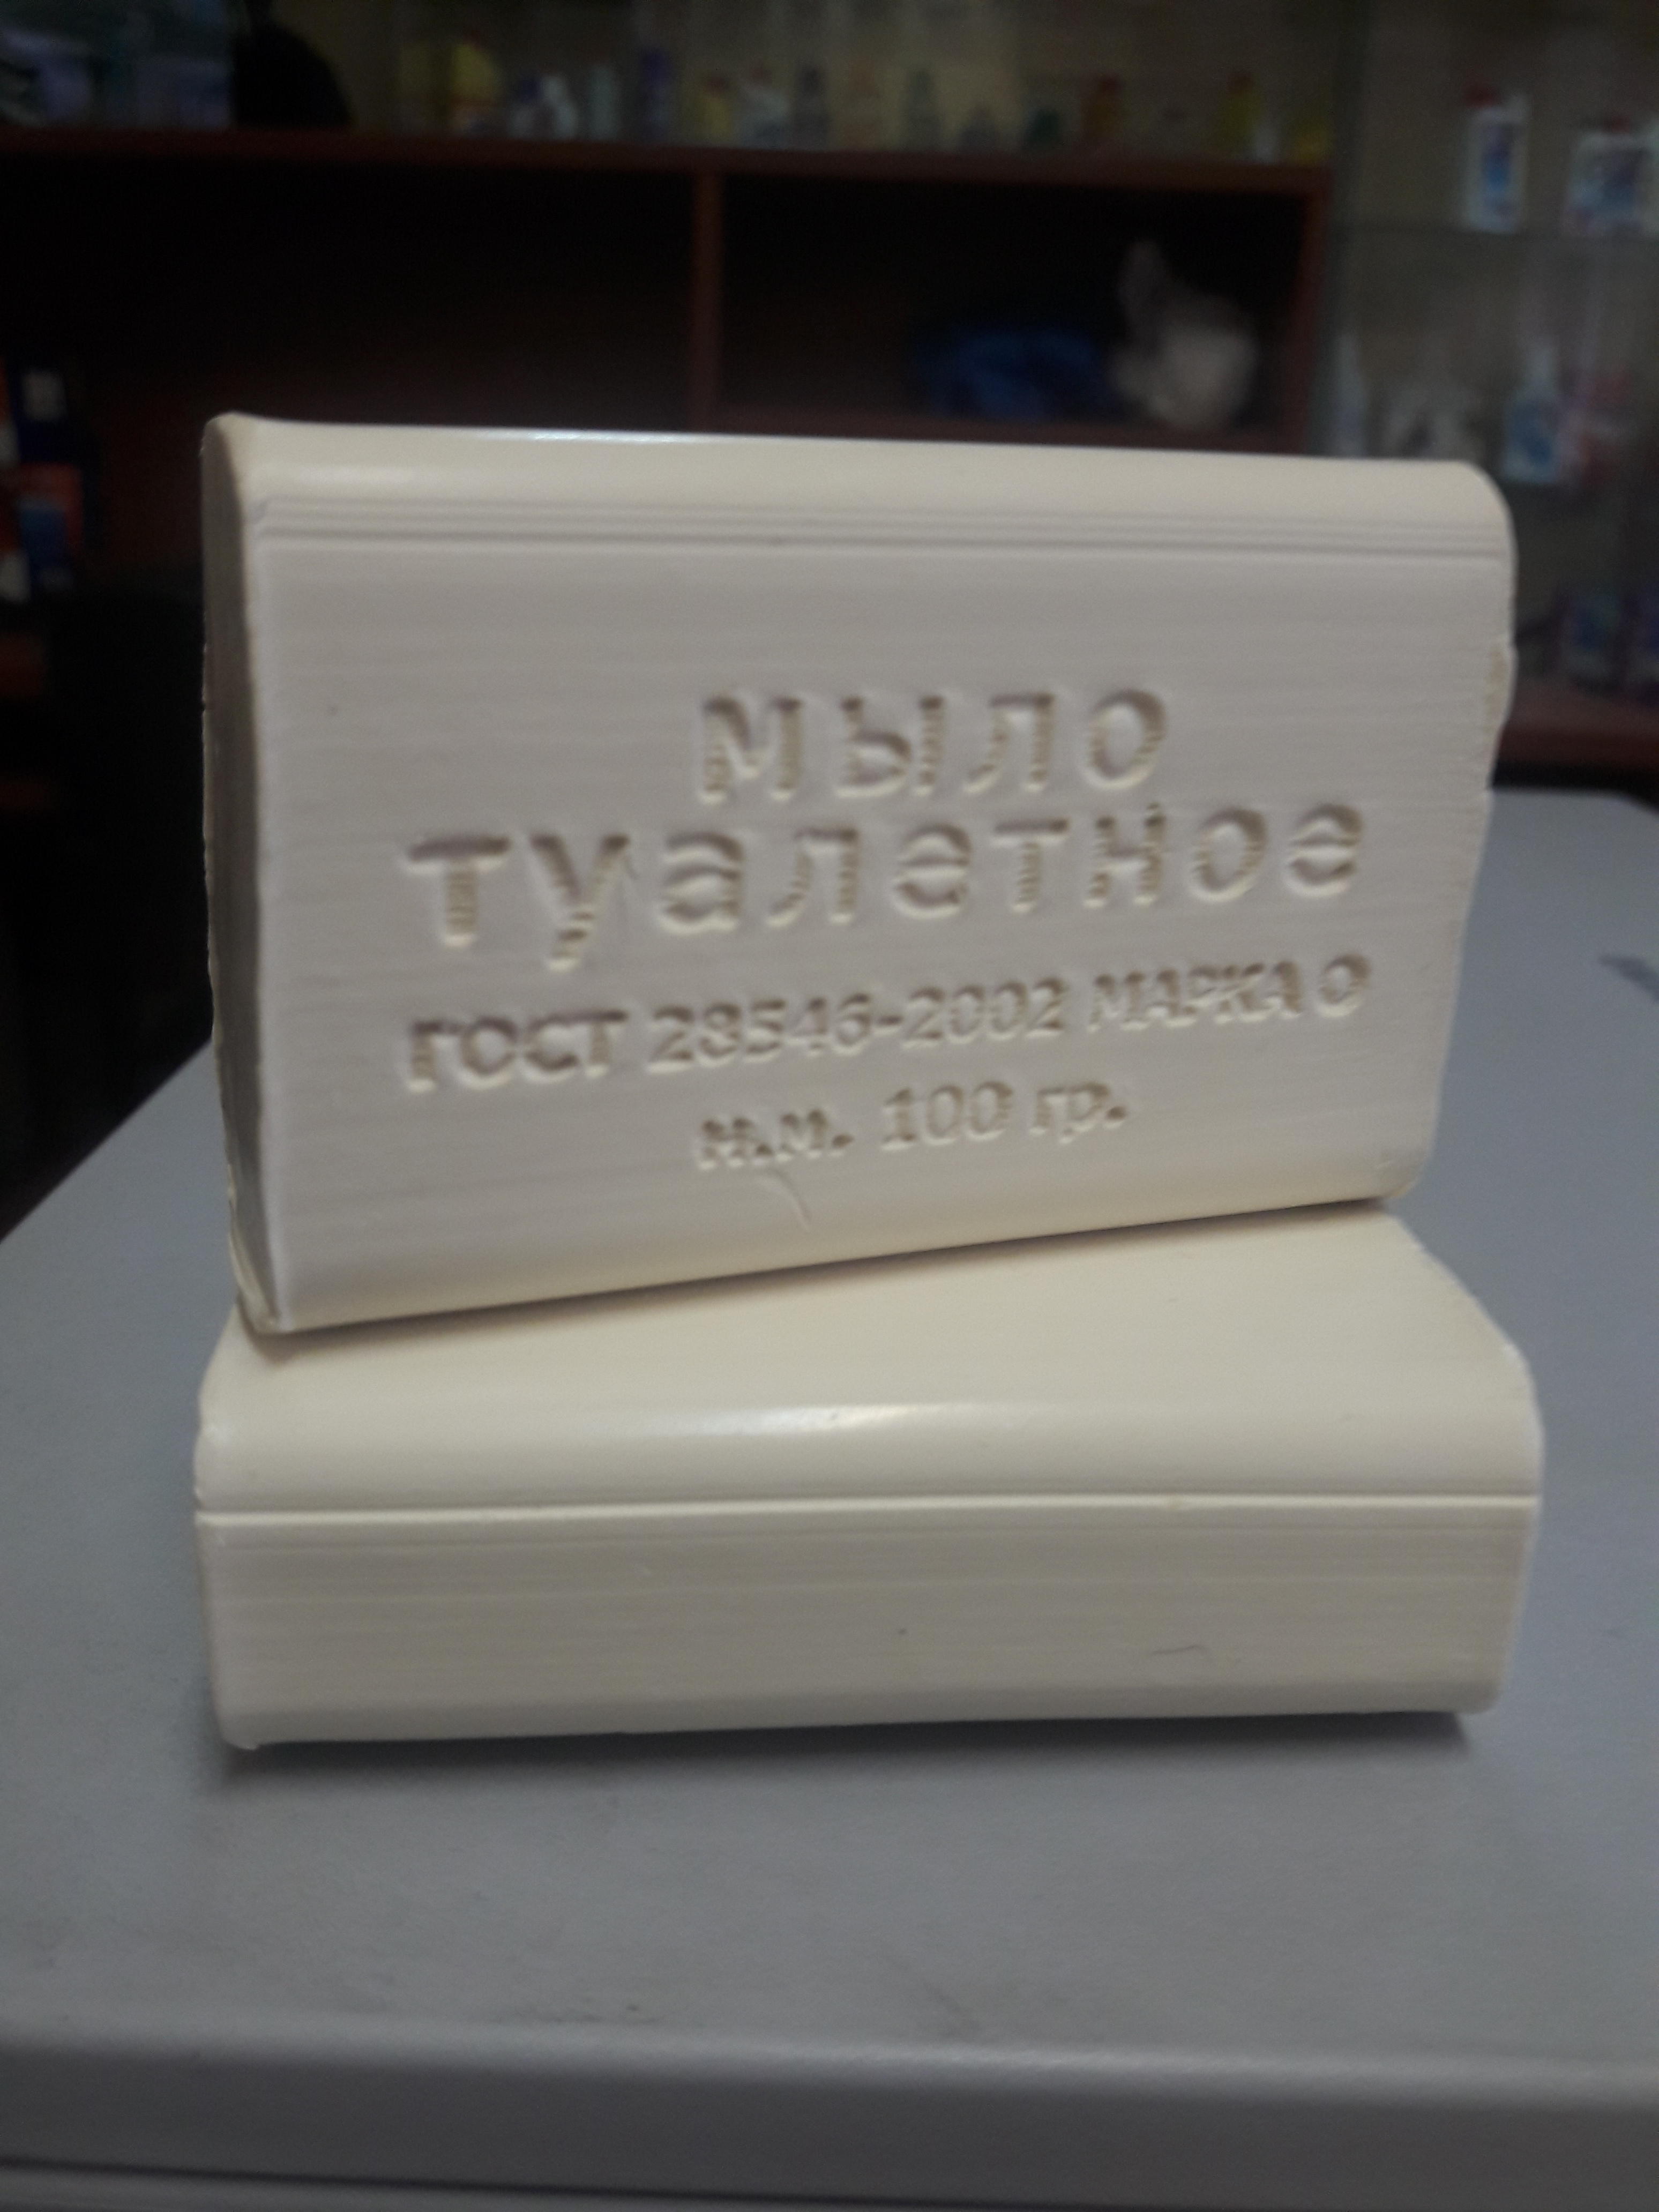 мыло
туалетное
ГОСТ 28546-2002 МАРКА О
н.м. 100 гр.